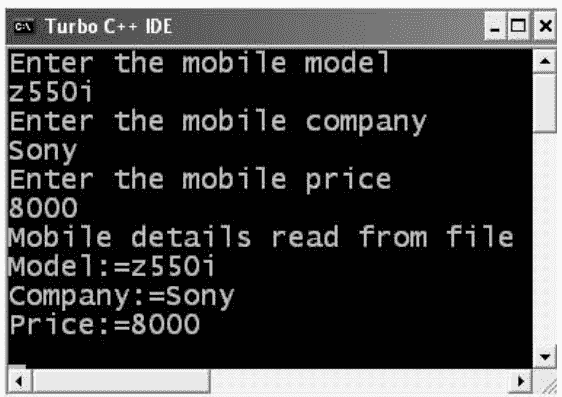 Turbo C++ IDE
Enter the mobile model
z550i
Enter the mobile company
Sony
Enter the mobile price
8000
Mobile details read from file
Model:=z550i
Company:=Sony
Price:=8000